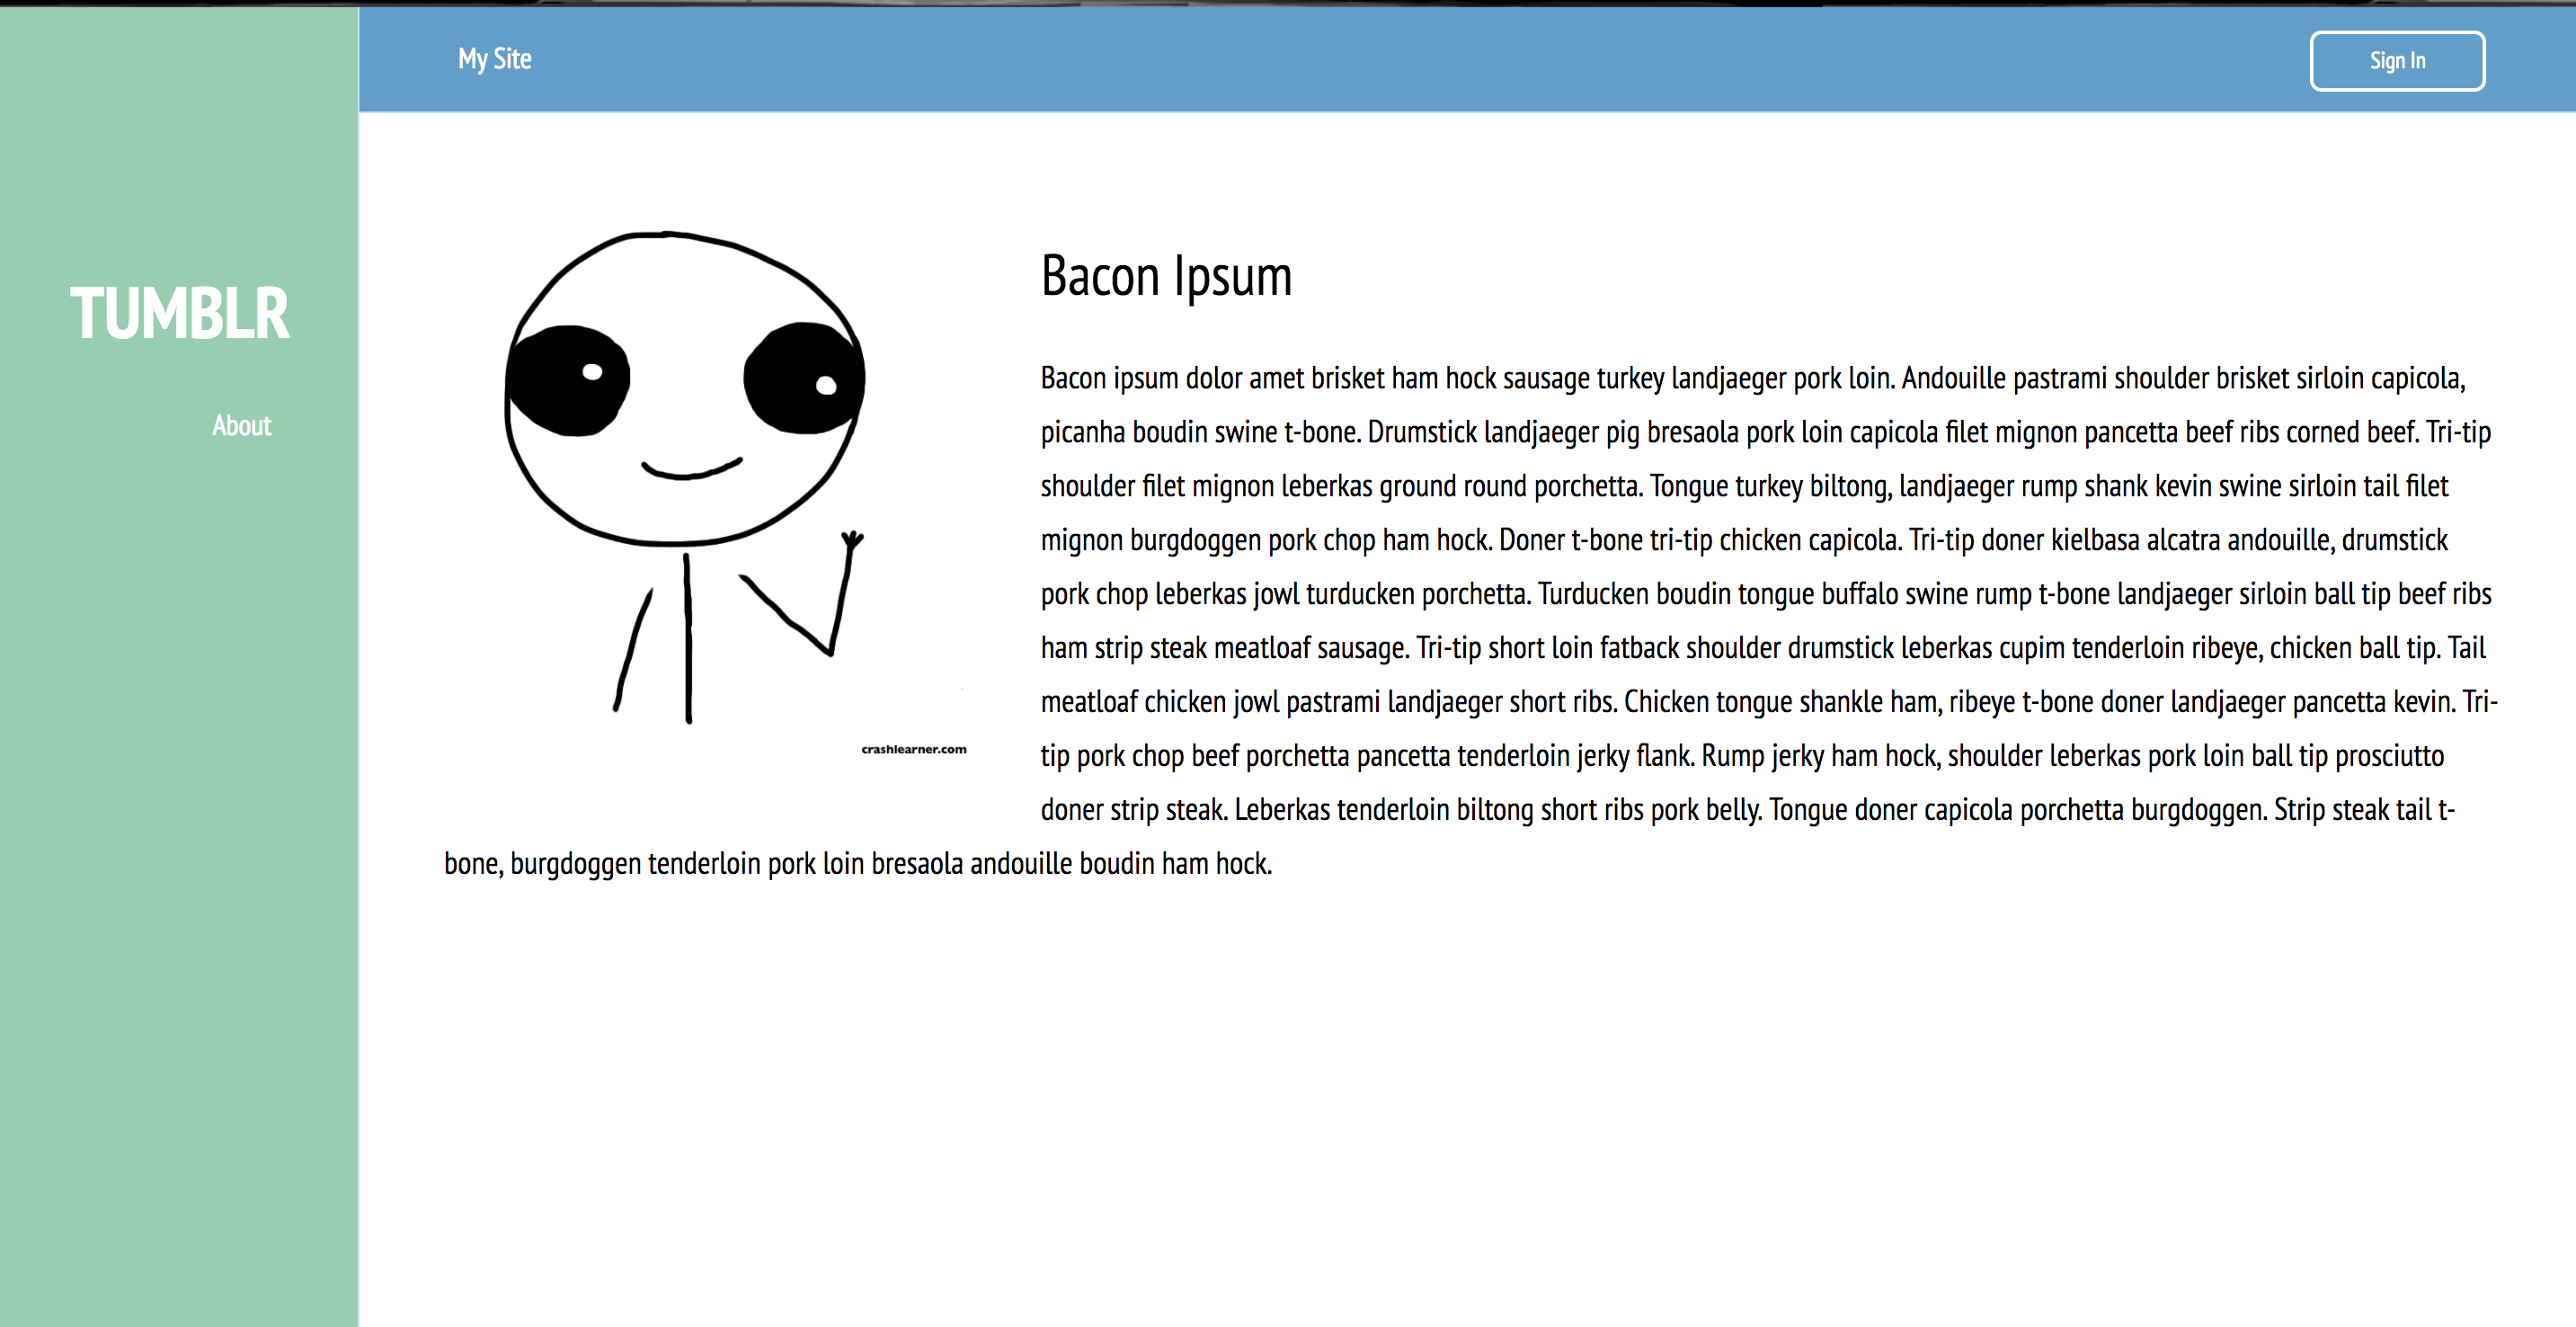 My Site
Sign In
TUMBLR
About
Bacon Ipsum
Bacon ipsum dolor amet brisket ham hock sausage turkey landjaeger pork loin. Andouille pastrami shoulder brisket sirloin capicola,
picanha boudin swine t-bone. Drumstick landjaeger pig bresaola pork loin capicola filet mignon pancetta beef ribs corned beef. Tri-tip
shoulder filet mignon leberkas ground round porchetta. Tongue turkey biltong, landjaeger rump shank kevin swine sirloin tail filet
mignon burgdoggen pork chop ham hock. Doner t-bone tri-tip chicken capicola. Tri-tip doner kielbasa alcatra andouille, drumstick
pork chop leberkas jowl turducken porchetta. Turducken boudin tongue buffalo swine rump t-bone landjaeger sirloin ball tip beef ribs
ham strip steak meatloaf sausage. Tri-tip short loin fatback shoulder drumstick leberkas cupim tenderloin ribeye, chicken ball tip. Tail
meatloaf chicken jowl pastrami landjaeger short ribs. Chicken tongue shankle ham, ribeye t-bone doner landjaeger pancetta kevin. Tri-
tip pork chop beef porchetta pancetta tenderloin jerky flank. Rump jerky ham hock, shoulder leberkas pork loin ball tip prosciutto
doner strip steak. Leberkas tenderloin biltong short ribs pork belly. Tongue doner capicola porchetta burgdoggen. Strip steak tail t-
bone, burgdoggen tenderloin pork loin bresaola andouille boudin ham hock.
crashlearner.com